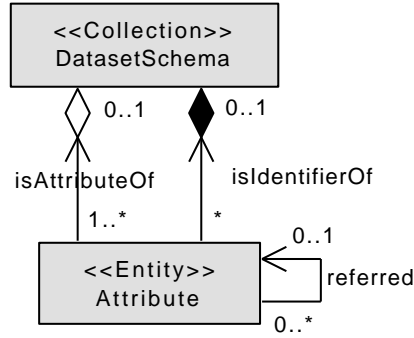 <<Collection>>
DatasetSchema
0..1
0..1
isAttributeOf
isIdentifierOf
1..*
*
0..1
<<Entity>>
Attribute
referred
0..*